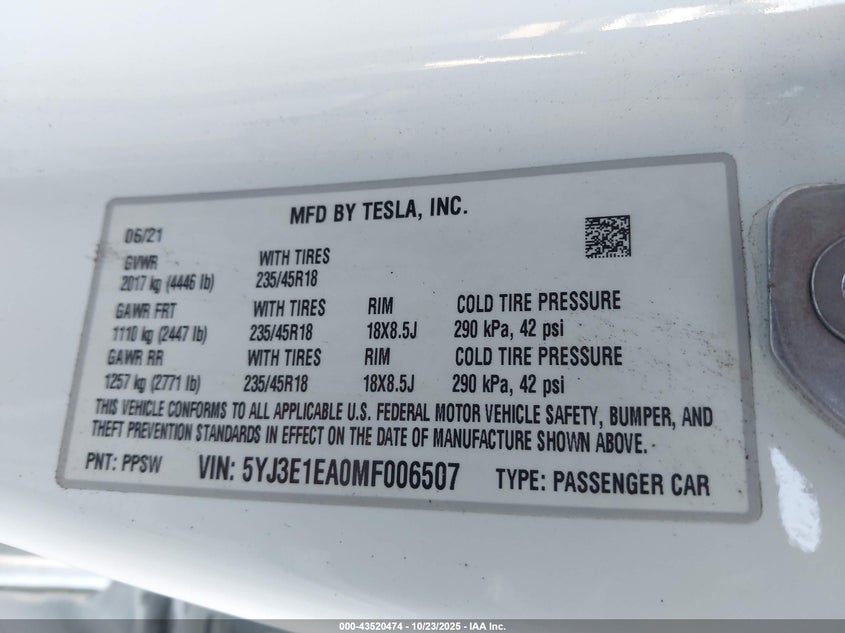 MFD BY TESLA, INC.
06/21
GVWR WITH TIRES
2017 kg (4446 lb) 235/45R18
GAWR FRT WITH TIRES RIM COLD TIRE PRESSURE
1110 kg (2447 lb) 235/45R18 18X8.5J 290 kPa, 42 psi
GAWR RR WITH TIRES RIM COLD TIRE PRESSURE
1257 kg (2771 lb) 235/45R18 18X8.5J 290 kPa, 42 psi
THIS VEHICLE CONFORMS TO ALL APPLICABLE U.S. FEDERAL MOTOR VEHICLE SAFETY, BUMPER, AND
THEFT PREVENTION STANDARDS IN EFFECT ON THE DATE OF MANUFACTURE SHOWN ABOVE.
PNT: PPSW VIN: 5YJ3E1EA0MF006507 TYPE: PASSENGER CAR
000-43520474 - 10/23/2025 - IAA Inc.